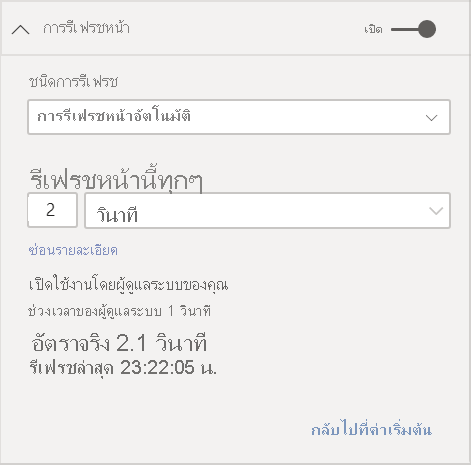 การรีเฟรชหน้า
เปิด
ชนิดการรีเฟรช
การรีเฟรชหน้าอัตโนมัติ
รีเฟรชหน้านี้ทุกๆ
2 วินาที
ซ่อนรายละเอียด
เปิดใช้งานโดยผู้ดูแลระบบของคุณ
ช่วงเวลาของผู้ดูแลระบบ 1 วินาที
อัตราจริง 2.1 วินาที
รีเฟรชล่าสุด 23:22:05 น.
กลับไปที่ค่าเริ่มต้น